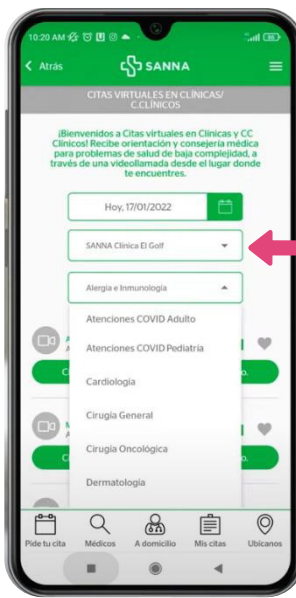 10:20 AM
Atrás
SANNA
CITAS VIRTUALES EN CLÍNICAS/
C.CLÍNICOS
¡Bienvenidos a Citas virtuales en Clínicas y CC
Clínicos! Recibe orientación y consejería médica
para problemas de salud de baja complejidad, a
través de una videollamada desde el lugar donde
te encuentres.
Hoy, 17/01/2022
SANNA Clínica El Golf
Alergia e Inmunología
Atenciones COVID Adulto
Atenciones COVID Pediatría
Cardiología
Cirugía General
Cirugía Oncológica
Dermatología
Pide tu cita
Médicos
A domicilio
Mis citas
Ubícanos